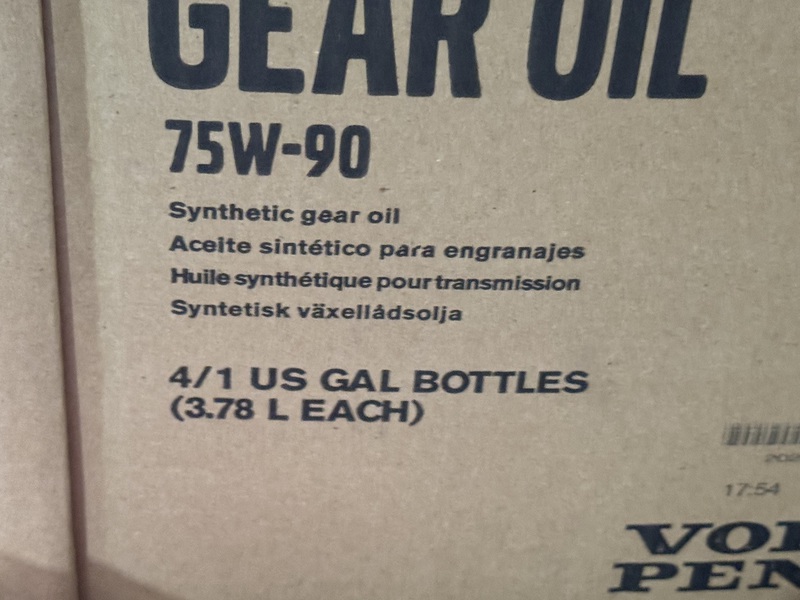 GEAR OIL
75W-90
Synthetic gear oil
Aceite sintético para engranajes
Huile synthétique pour transmission
Syntetisk växellådsolja
4/1 US GAL BOTTLES
(3.78 L EACH)
17:54